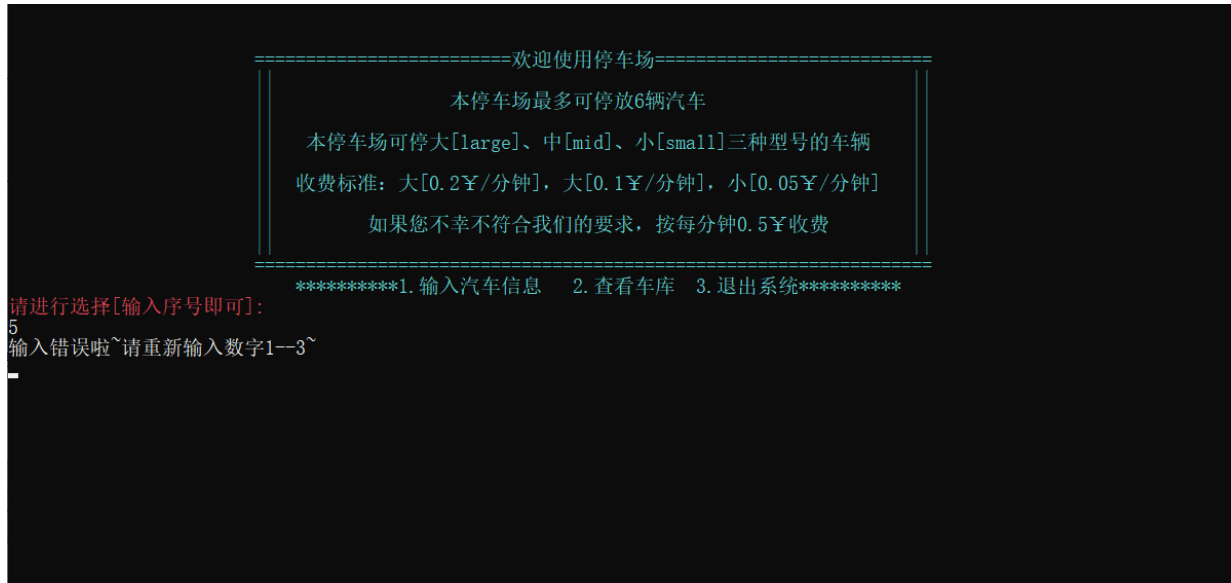 =========================欢迎使用停车场===========================
本停车场最多可停放6辆汽车
本停车场可停大[large]、中[mid]、小[small]三种型号的车辆
收费标准：大[0.2¥/分钟]，大[0.1¥/分钟]，小[0.05¥/分钟]
如果您不幸不符合我们的要求，按每分钟0.5¥收费
==================================================================
**********1.输入汽车信息   2.查看车库  3.退出系统**********
请进行选择[输入序号即可]:
5
输入错误啦~请重新输入数字1--3~